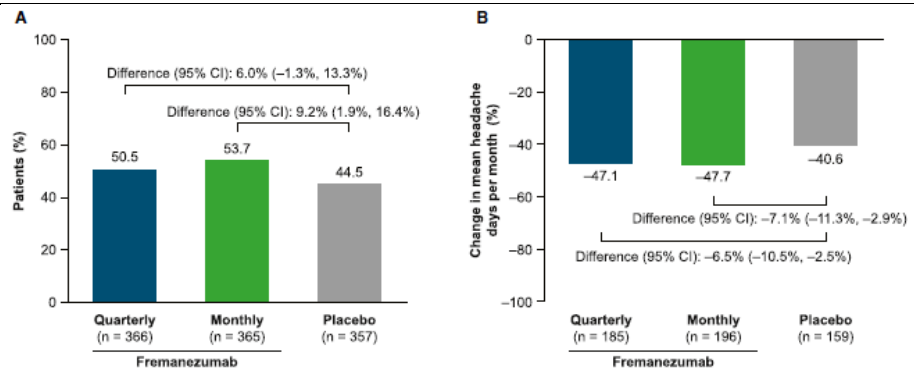 A
100
80
60
40
20
0
Patients (%)
Difference (95% CI): 6.0% (–1.3%, 13.3%)
Difference (95% CI): 9.2% (1.9%, 16.4%)
50.5
53.7
44.5
Quarterly
(n = 366)
Monthly
(n = 365)
Placebo
(n = 357)
Fremanezumab
B
0
–20
–40
–60
–80
–100
Change in mean headache
days per month (%)
–47.1
–47.7
–40.6
Difference (95% CI): –7.1% (–11.3%, –2.9%)
Difference (95% CI): –6.5% (–10.5%, –2.5%)
Quarterly
(n = 185)
Monthly
(n = 196)
Placebo
(n = 159)
Fremanezumab